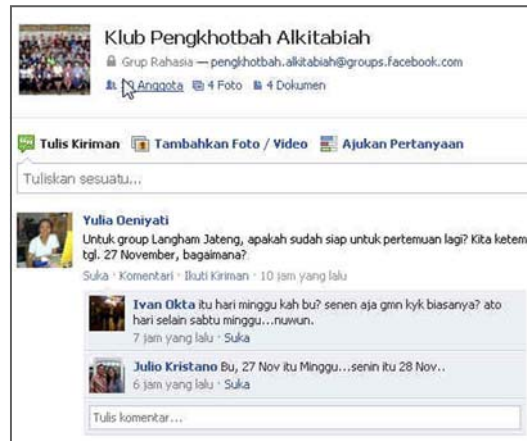 Klub Pengkhotbah Alkitabiah
Grup Rahasia — pengkhotbah.alkitabiah@groups.facebook.com
Anggota 4 Foto 4 Dokumen
Tulis Kiriman Tambahkan Foto / Video Ajukan Pertanyaan
Tuliskan sesuatu...
Yulia Oeniyati
Untuk group Langham Jateng, apakah sudah siap untuk pertemuan lagi? Kita ketem
tgl. 27 November, bagaimana?
Suka · Komentari · Ikuti Kiriman · 10 jam yang lalu
Ivan Okta itu hari minggu kah bu? senen aja gmn kyk biasanya? ato
hari selain sabtu minggu...nuwun.
7 jam yang lalu · Suka
Julio Kristano Bu, 27 Nov itu Minggu...senin itu 28 Nov..
6 jam yang lalu · Suka
Tulis komentar...